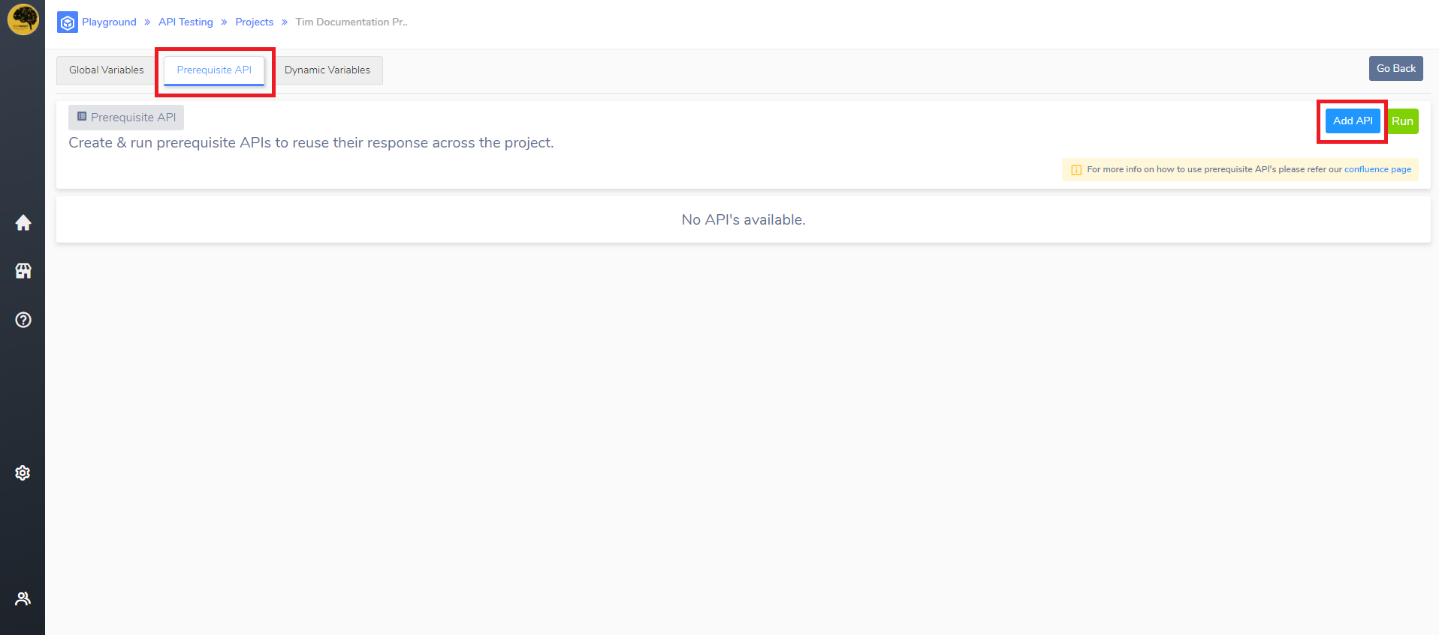 Playground » API Testing » Projects » Tim Documentation Pr..
Global Variables Prerequisite API Dynamic Variables Go Back
Prerequisite API Add API Run
Create & run prerequisite APIs to reuse their response across the project.
For more info on how to use prerequisite API's please refer our confluence page
No API's available.